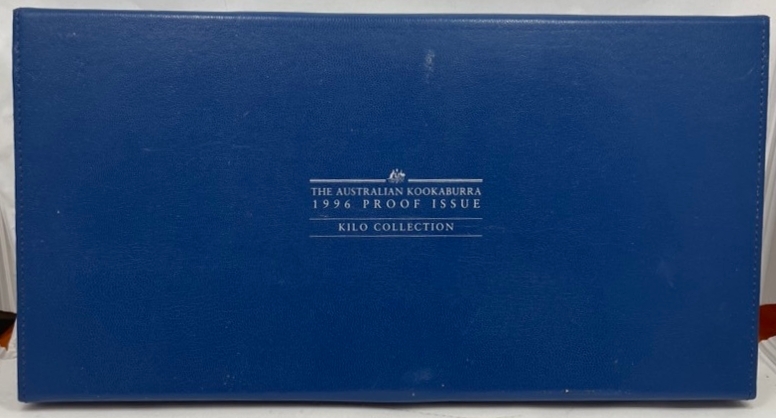 THE AUSTRALIAN KOOKABURRA
1996 PROOF ISSUE
KILO COLLECTION